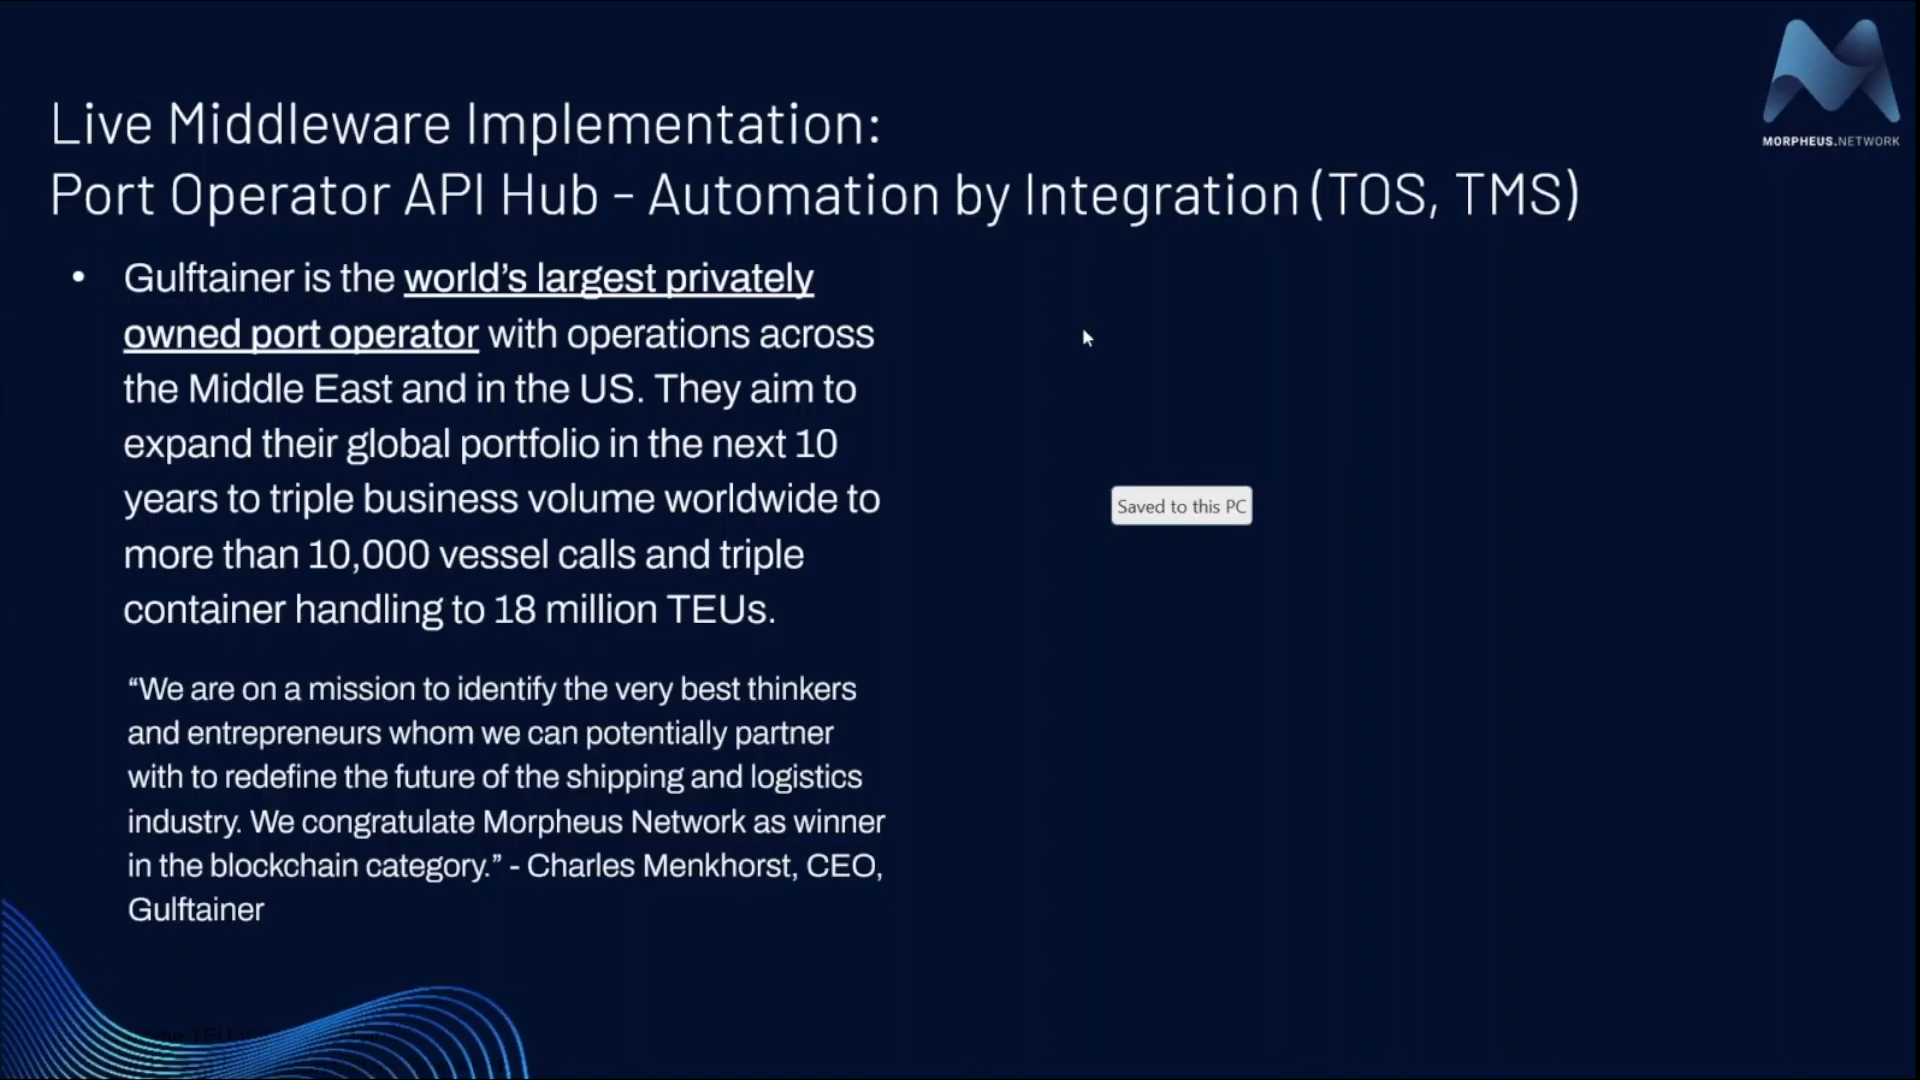 MORPHEUS.NETWORK
Live Middleware Implementation:
Port Operator API Hub - Automation by Integration (TOS, TMS)
• Gulftainer is the world’s largest privately
owned port operator with operations across
the Middle East and in the US. They aim to
expand their global portfolio in the next 10
years to triple business volume worldwide to
more than 10,000 vessel calls and triple
container handling to 18 million TEUs.
Saved to this PC
“We are on a mission to identify the very best thinkers
and entrepreneurs whom we can potentially partner
with to redefine the future of the shipping and logistics
industry. We congratulate Morpheus Network as winner
in the blockchain category.” - Charles Menkhorst, CEO,
Gulftainer